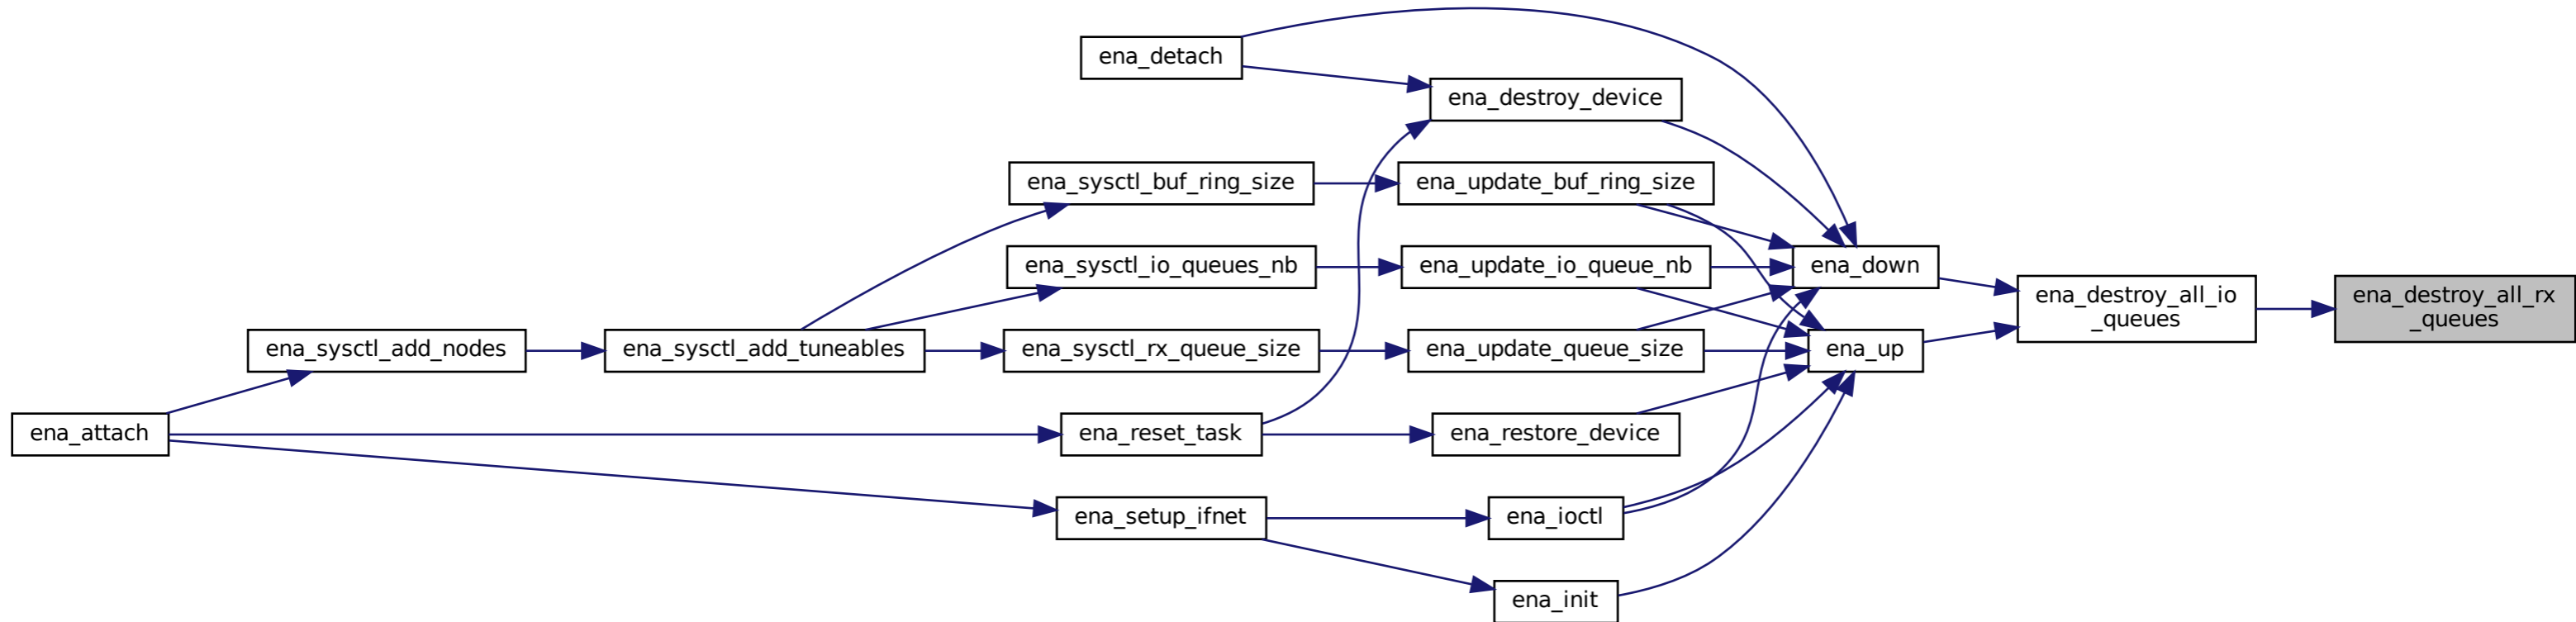 ena_detach
ena_destroy_device
ena_sysctl_buf_ring_size
ena_update_buf_ring_size
ena_sysctl_io_queues_nb
ena_update_io_queue_nb
ena_down
ena_destroy_all_io
_queues
ena_destroy_all_rx
_queues
ena_sysctl_add_nodes
ena_sysctl_add_tuneables
ena_sysctl_rx_queue_size
ena_update_queue_size
ena_up
ena_attach
ena_reset_task
ena_restore_device
ena_setup_ifnet
ena_ioctl
ena_init